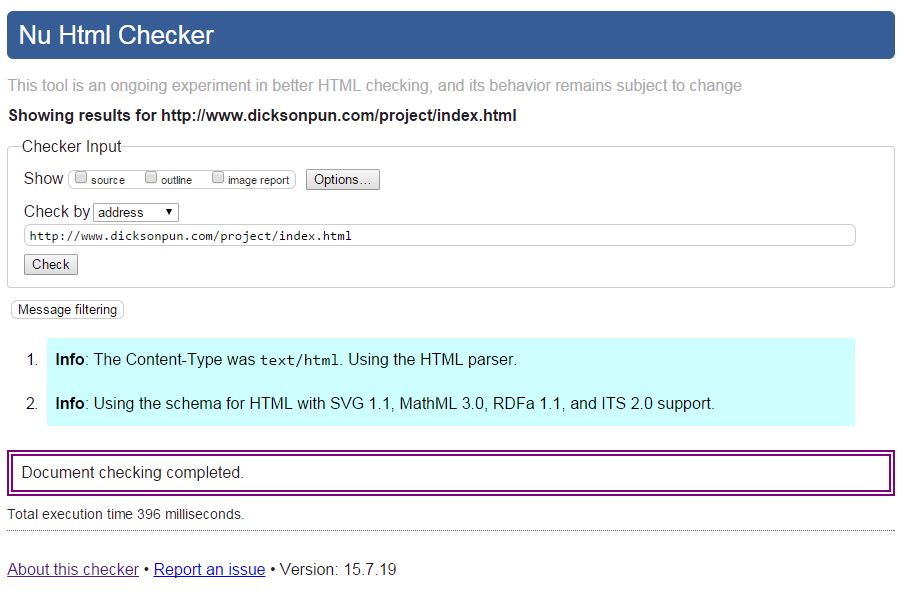 Nu Html Checker
This tool is an ongoing experiment in better HTML checking, and its behavior remains subject to change
Showing results for http://www.dicksonpun.com/project/index.html
Checker Input
Show source outline image report Options...
Check by address
http://www.dicksonpun.com/project/index.html
Check
Message filtering
1. Info: The Content-Type was text/html. Using the HTML parser.
2. Info: Using the schema for HTML with SVG 1.1, MathML 3.0, RDFa 1.1, and ITS 2.0 support.
Document checking completed.
Total execution time 396 milliseconds.
About this checker • Report an issue • Version: 15.7.19